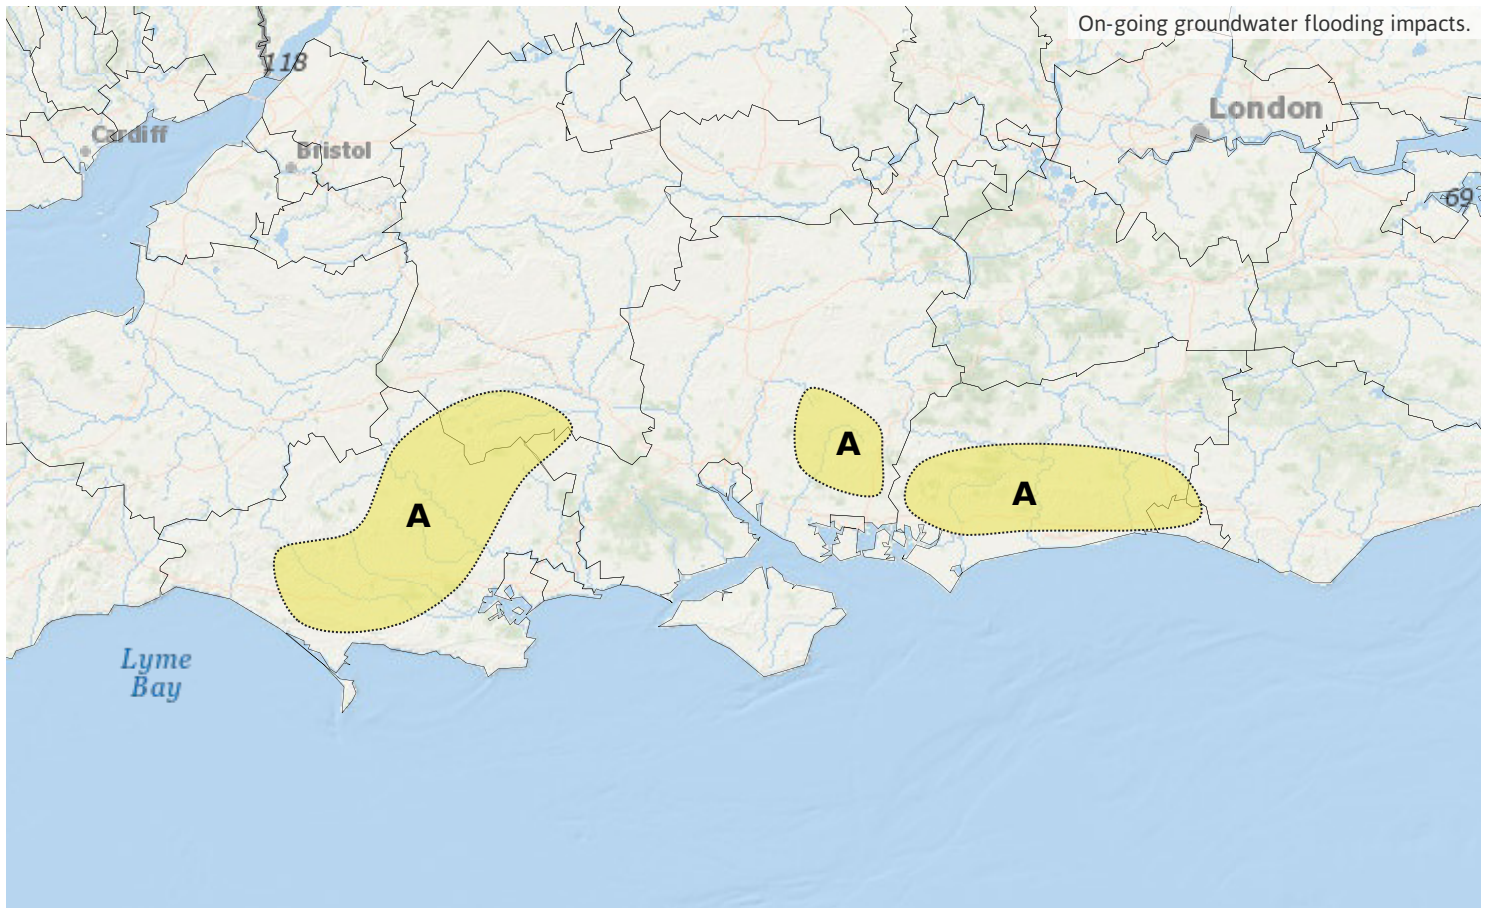 On-going groundwater flooding impacts.
118
London
Cardiff
Bristol
69
A
A
A
Lyme
Bay